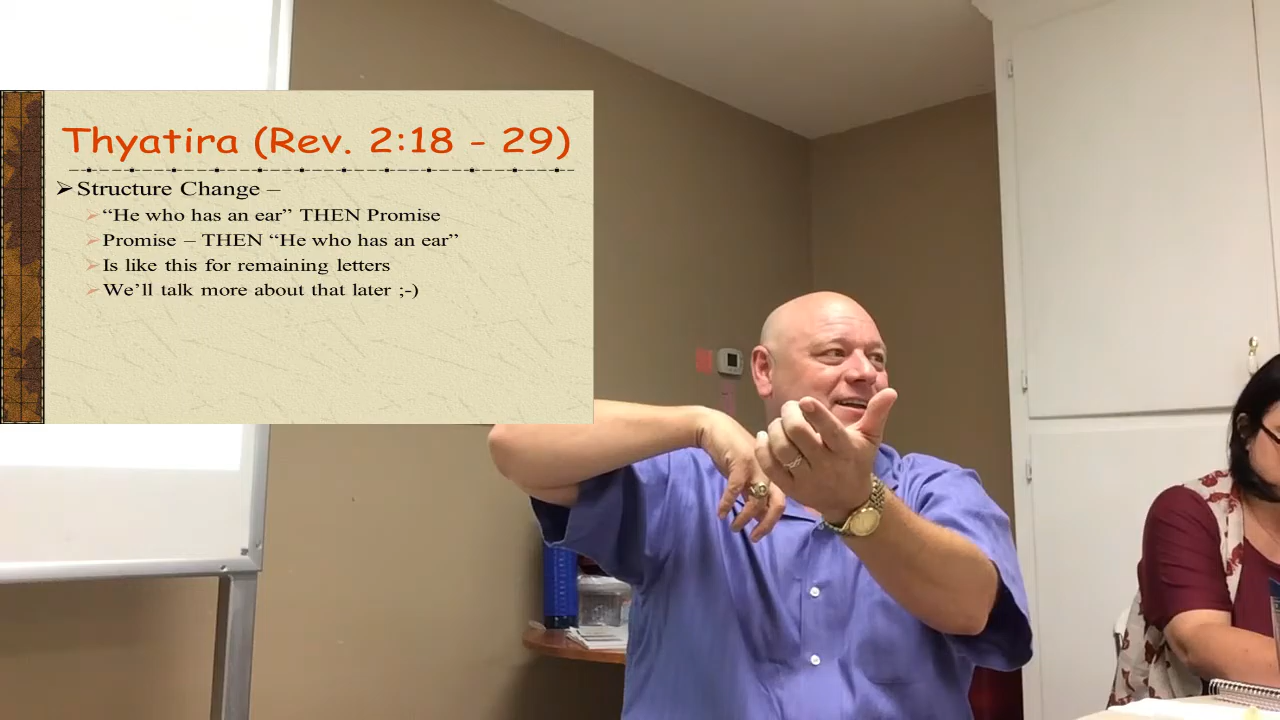 Thyatira (Rev. 2:18 - 29)
Structure Change –
“He who has an ear” THEN Promise
Promise – THEN “He who has an ear”
Is like this for remaining letters
We’ll talk more about that later ;-)